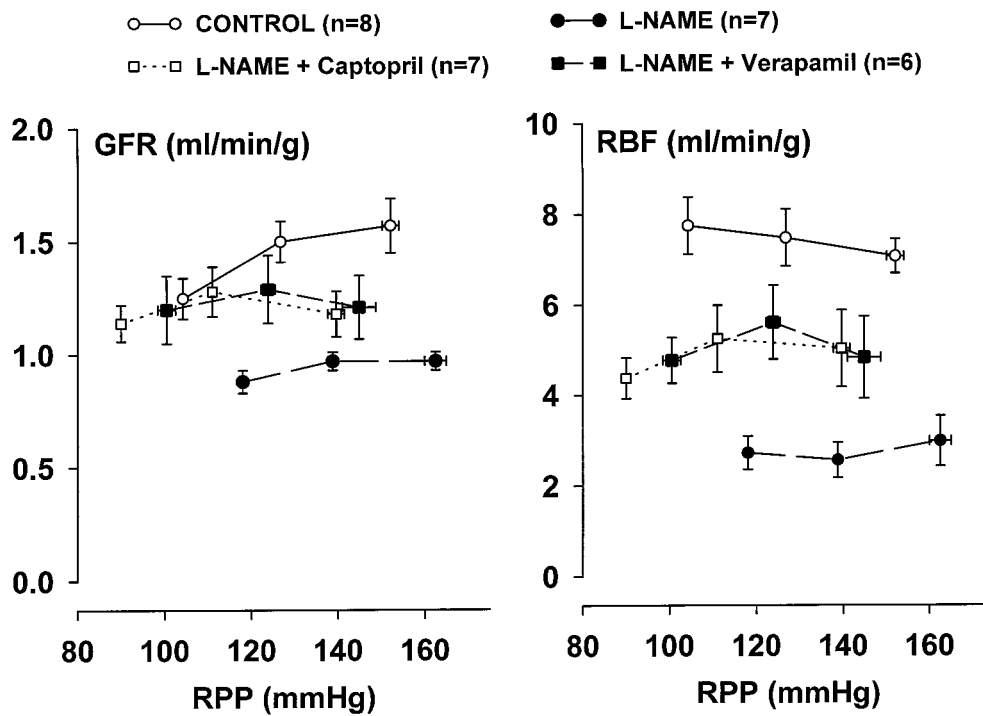 CONTROL (n=8)
L-NAME (n=7)
L-NAME + Captopril (n=7)
L-NAME + Verapamil (n=6)
GFR (ml/min/g)
2.0
1.5
1.0
0.5
0.0
80 100 120 140 160
RPP (mmHg)
RBF (ml/min/g)
10
8
6
4
2
0
80 100 120 140 160
RPP (mmHg)